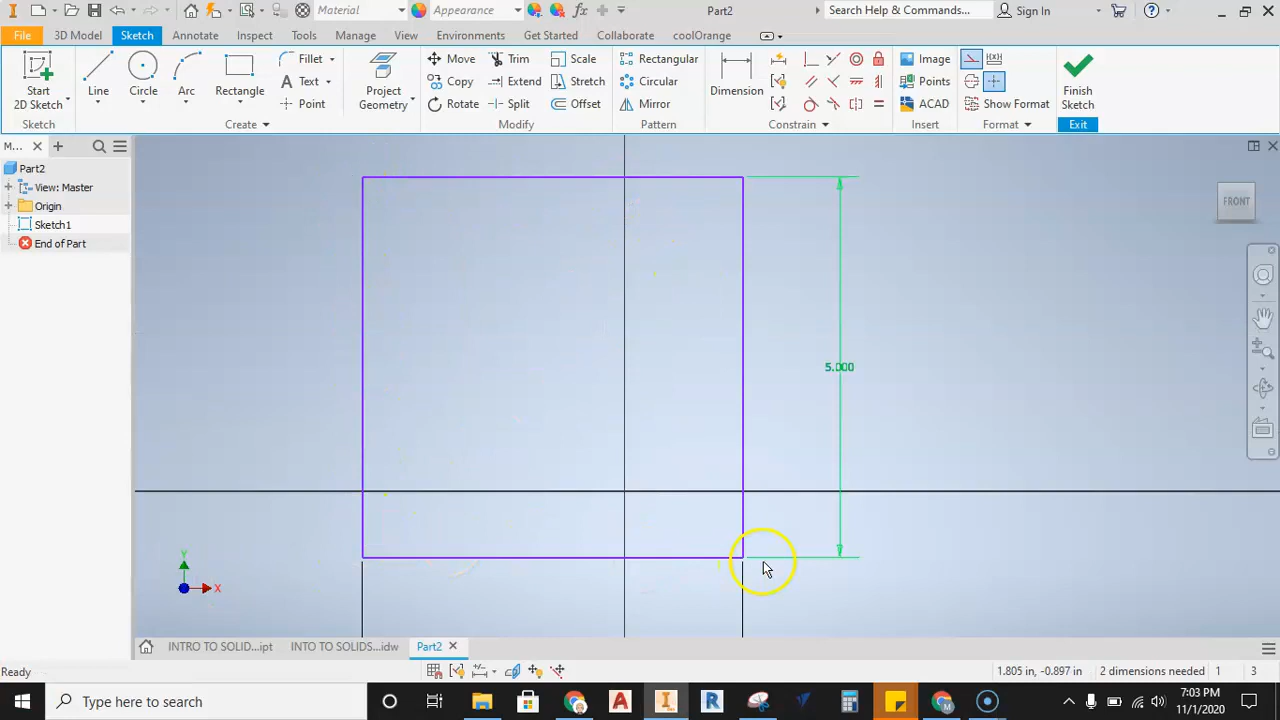 Material Appearance Part2 Search Help & Commands... Sign In
File 3D Model Sketch Annotate Inspect Tools Manage View Environments Get Started Collaborate coolOrange
Start
2D Sketch
Line
Circle
Arc
Rectangle
Fillet
Text
Point
Project
Geometry
Move
Copy
Rotate
Trim
Extend
Split
Scale
Stretch
Offset
Rectangular
Circular
Mirror
Dimension
Image
Points
ACAD
Show Format
Finish
Sketch
Sketch Create Modify Pattern Constrain Insert Format Exit
M...
Part2
View: Master
Origin
Sketch1
End of Part
FRONT
5.000
Y
X
INTRO TO SOLID...ipt INTO TO SOLIDS...idw Part2
Ready 1.805 in, -0.897 in 2 dimensions needed 1 3
Type here to search
7:03 PM
11/1/2020